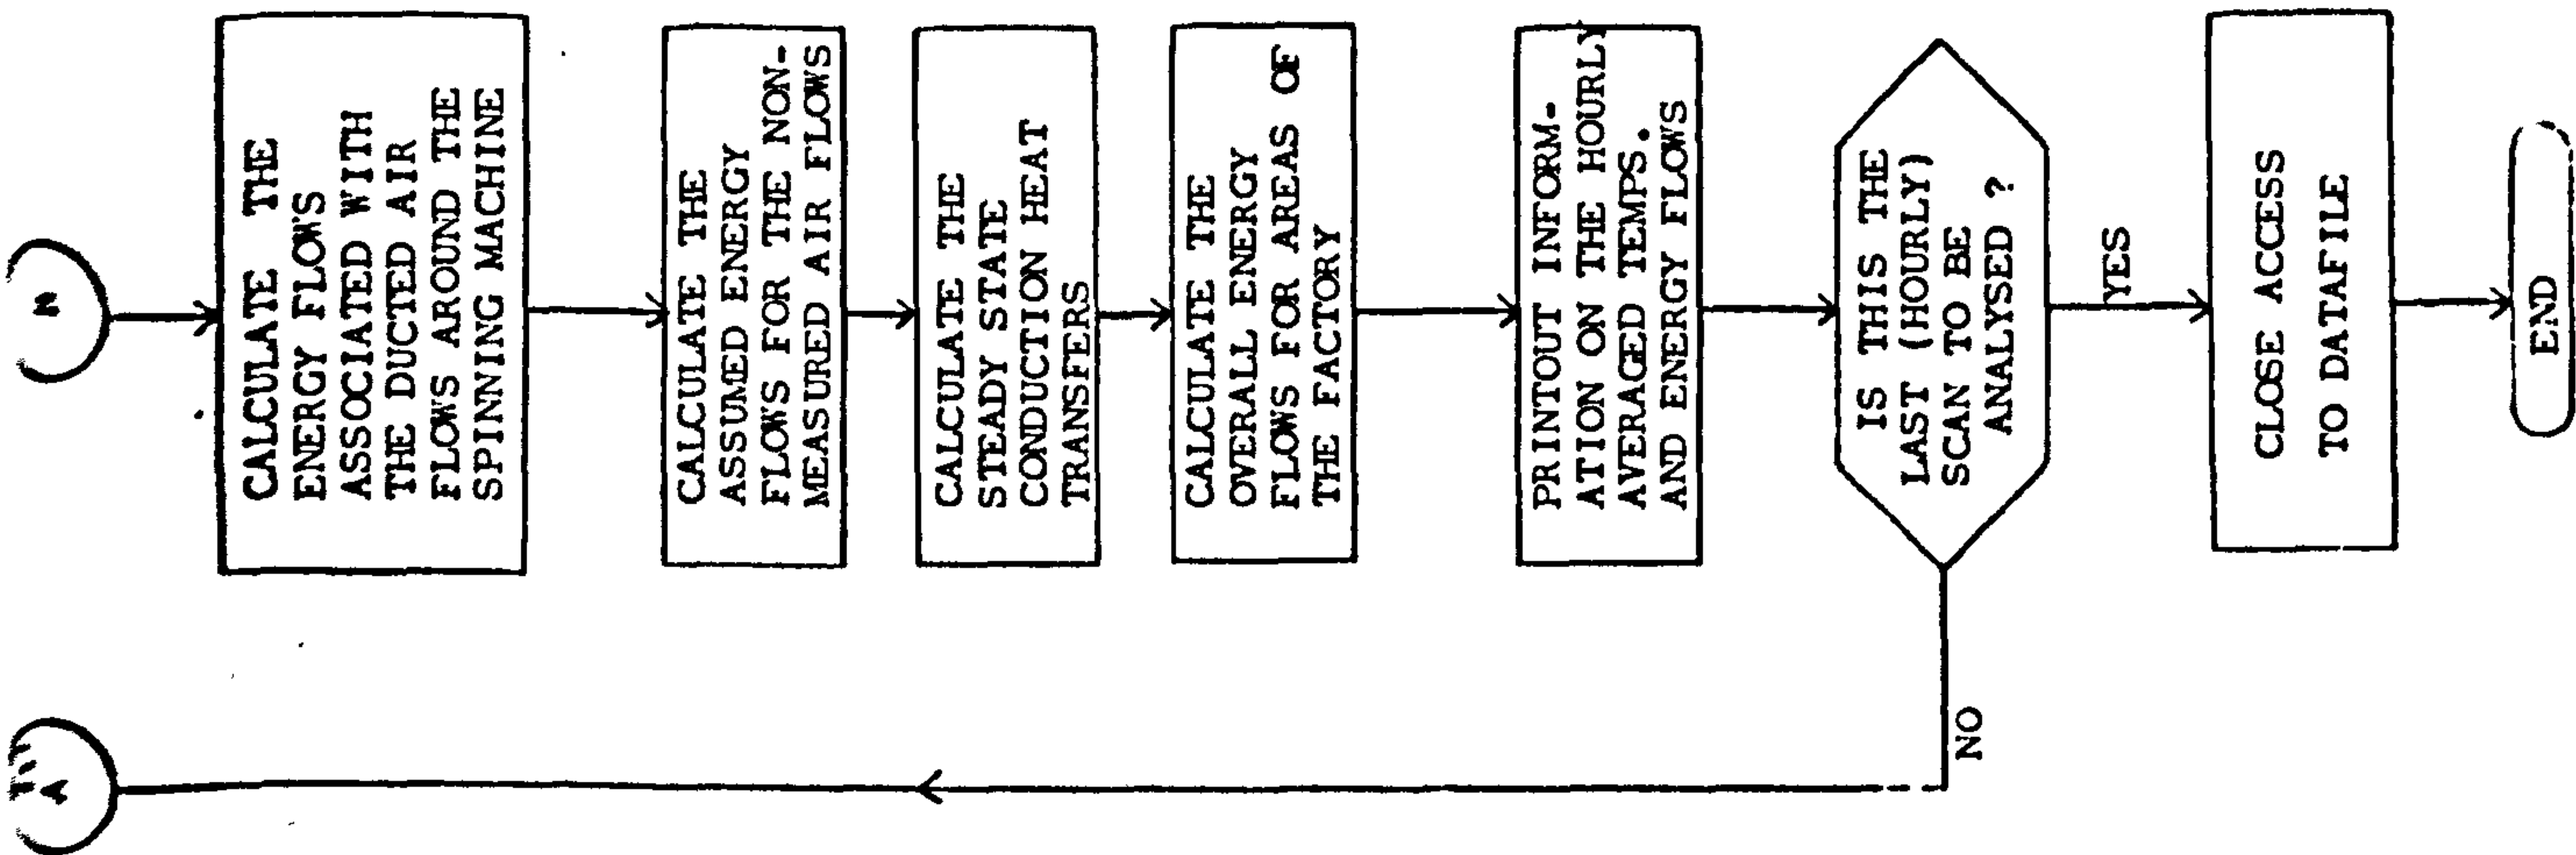 CALCULATE THE
ENERGY FLOWS
ASSOCIATED WITH
THE DUCTED AIR
FLOWS AROUND THE
SPINNING MACHINE
CALCULATE THE
ASSUMED ENERGY
FLOWS FOR THE NON-
MEASURED AIR FLOWS
CALCULATE THE
STEADY STATE
CONDUCTION HEAT
TRANSFERS
CALCULATE THE
OVERALL ENERGY
FLOWS FOR AREAS OF
THE FACTORY
PRINTOUT INFORM-
ATION ON THE HOURLY
AVERAGED TEMPS.
AND ENERGY FLOWS
IS THIS THE
LAST (HOURLY)
SCAN TO BE
ANALYSED ?
YES
NO
A
CLOSE ACCESS
TO DATAFILE
END